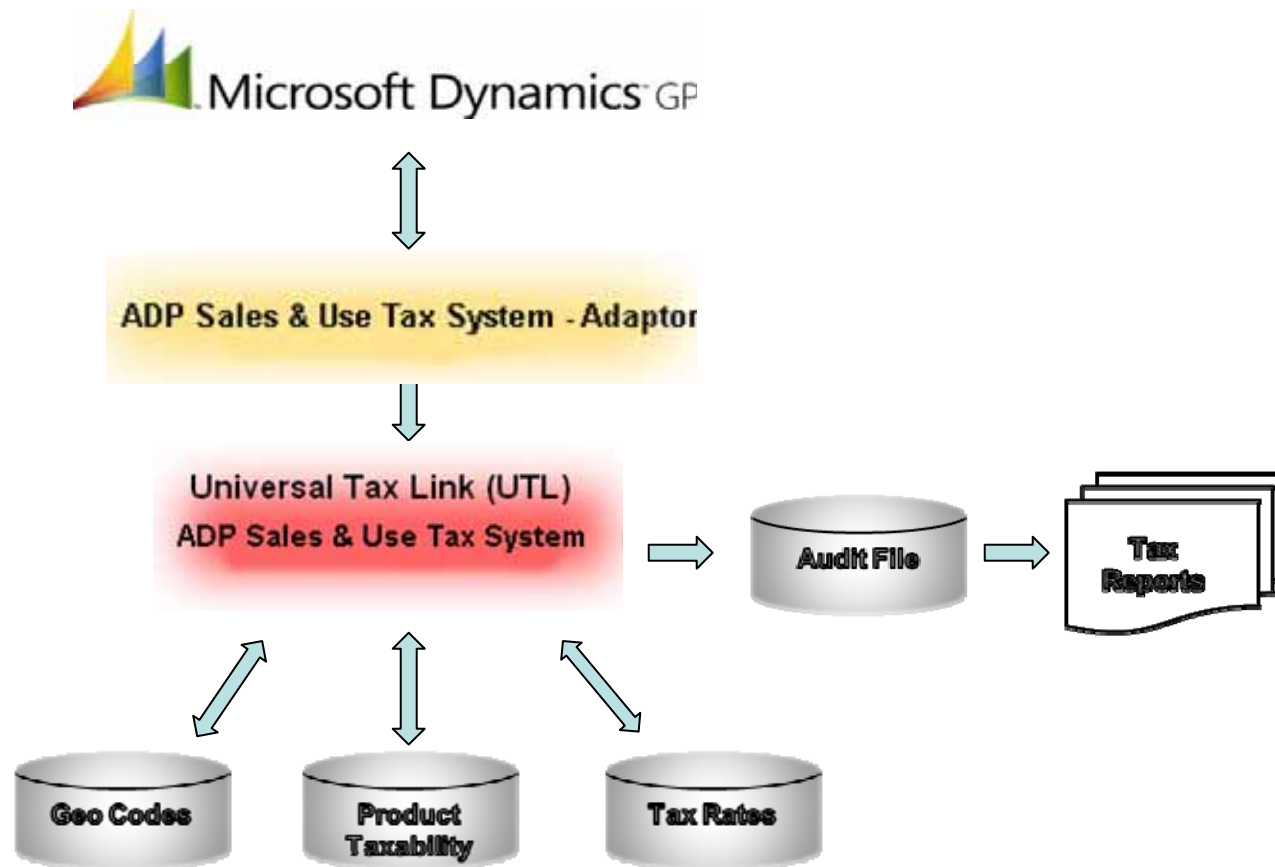 Microsoft Dynamics™ GP
ADP Sales & Use Tax System - Adaptor
Universal Tax Link (UTL)
ADP Sales & Use Tax System
Audit File
Tax
Reports
Geo Codes
Product
Taxability
Tax Rates